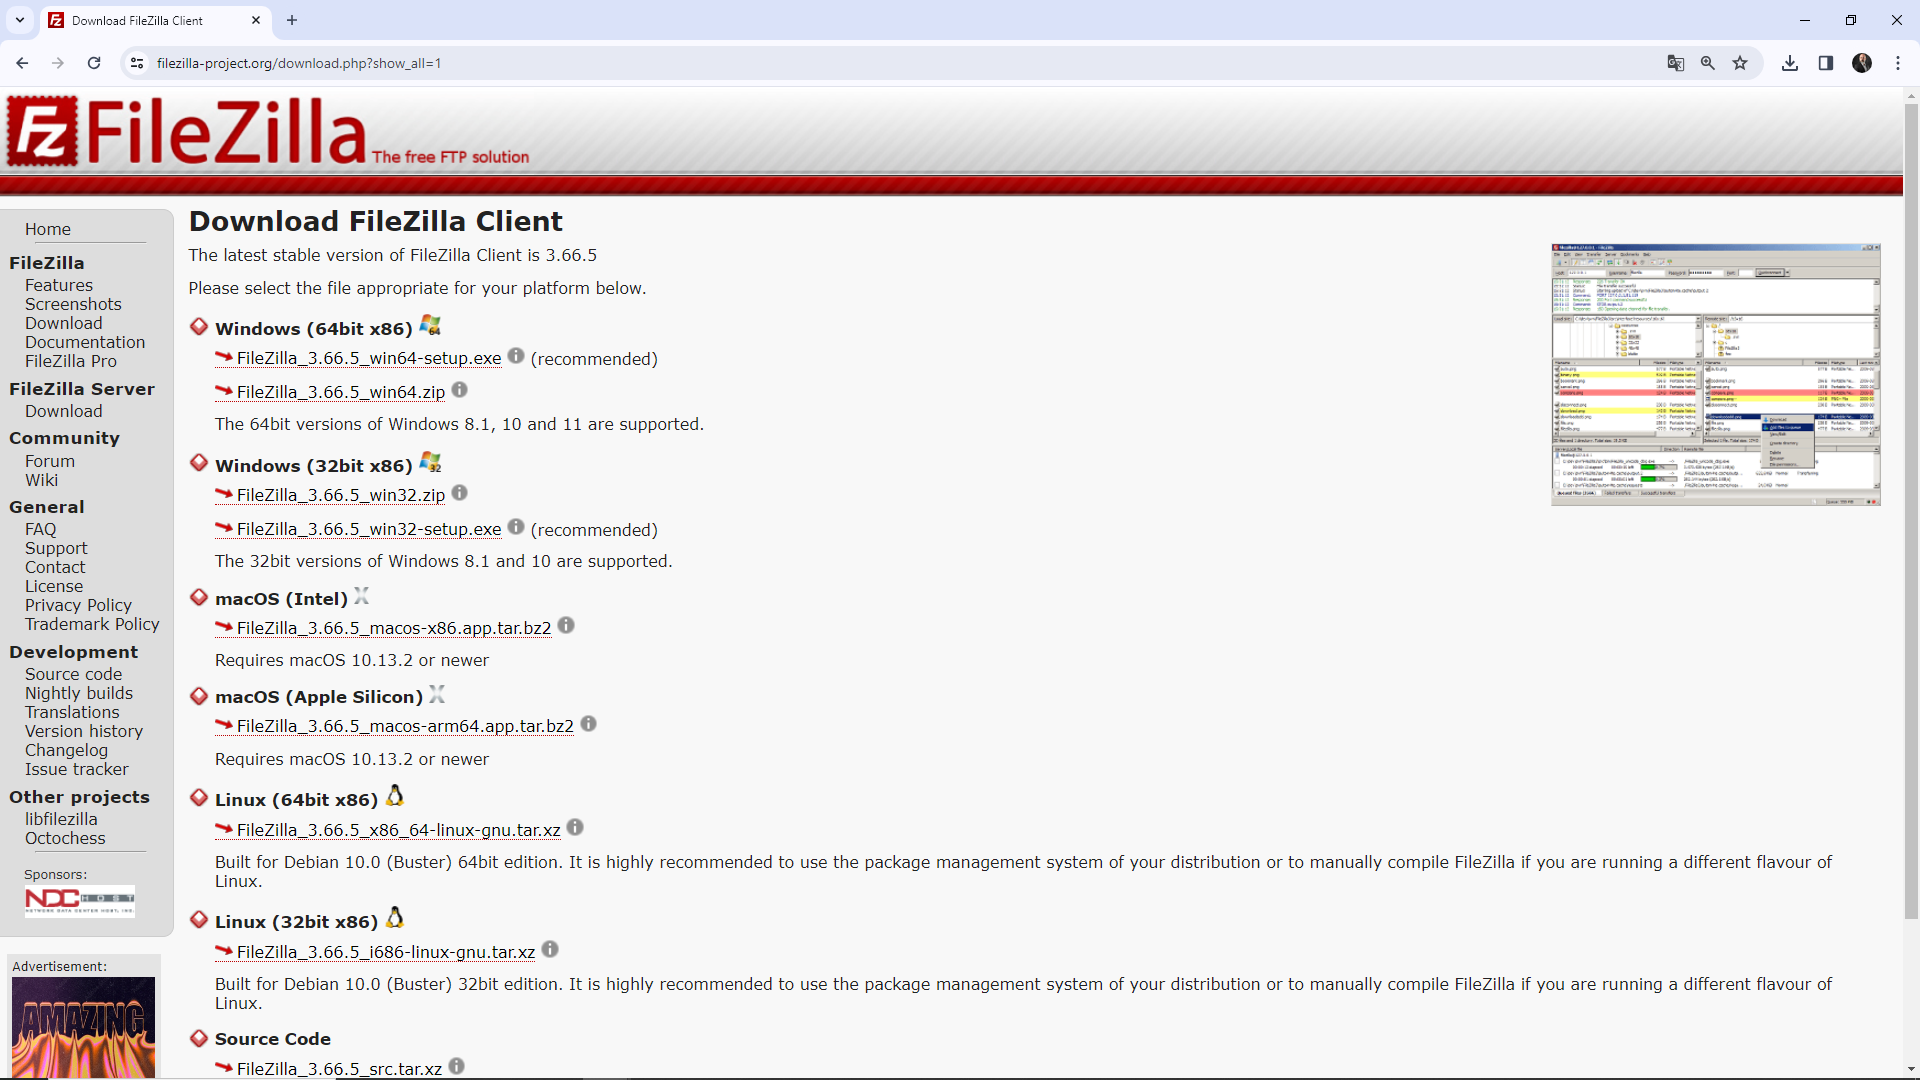 Download FileZilla Client
filezilla-project.org/download.php?show_all=1
Fz FileZilla The free FTP solution
Home
FileZilla
Features
Screenshots
Download
Documentation
FileZilla Pro
FileZilla Server
Download
Community
Forum
Wiki
General
FAQ
Support
Contact
License
Privacy Policy
Trademark Policy
Development
Source code
Nightly builds
Translations
Version history
Changelog
Issue tracker
Other projects
libfilezilla
Octochess
Sponsors:
NDC HOST
NETWORK DATA CENTER HOST, INC.
Advertisement:
AMAZING
Download FileZilla Client
The latest stable version of FileZilla Client is 3.66.5
Please select the file appropriate for your platform below.
Windows (64bit x86) 64
FileZilla_3.66.5_win64-setup.exe (recommended)
FileZilla_3.66.5_win64.zip
The 64bit versions of Windows 8.1, 10 and 11 are supported.
Windows (32bit x86) 32
FileZilla_3.66.5_win32.zip
FileZilla_3.66.5_win32-setup.exe (recommended)
The 32bit versions of Windows 8.1 and 10 are supported.
macOS (Intel) X
FileZilla_3.66.5_macos-x86.app.tar.bz2
Requires macOS 10.13.2 or newer
macOS (Apple Silicon) X
FileZilla_3.66.5_macos-arm64.app.tar.bz2
Requires macOS 10.13.2 or newer
Linux (64bit x86)
FileZilla_3.66.5_x86_64-linux-gnu.tar.xz
Built for Debian 10.0 (Buster) 64bit edition. It is highly recommended to use the package management system of your distribution or to manually compile FileZilla if you are running a different flavour of
Linux.
Linux (32bit x86)
FileZilla_3.66.5_i686-linux-gnu.tar.xz
Built for Debian 10.0 (Buster) 32bit edition. It is highly recommended to use the package management system of your distribution or to manually compile FileZilla if you are running a different flavour of
Linux.
Source Code
FileZilla_3.66.5_src.tar.xz